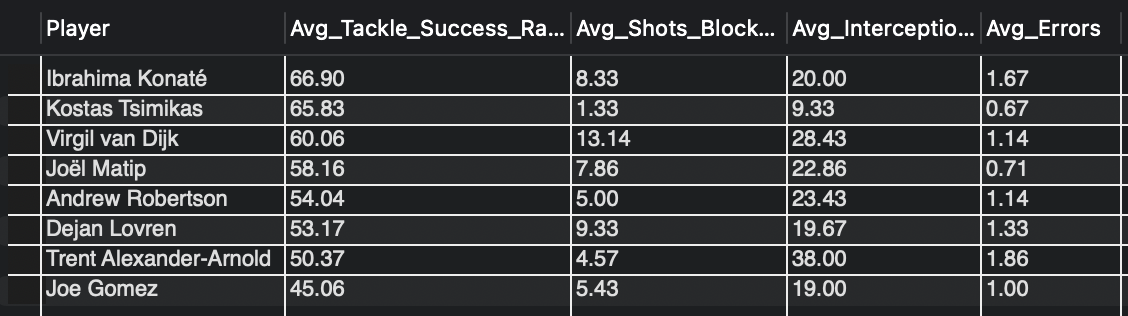 Player Avg_Tackle_Success_Ra... Avg_Shots_Block... Avg_Interceptio... Avg_Errors
Ibrahima Konaté 66.90 8.33 20.00 1.67
Kostas Tsimikas 65.83 1.33 9.33 0.67
Virgil van Dijk 60.06 13.14 28.43 1.14
Joël Matip 58.16 7.86 22.86 0.71
Andrew Robertson 54.04 5.00 23.43 1.14
Dejan Lovren 53.17 9.33 19.67 1.33
Trent Alexander-Arnold 50.37 4.57 38.00 1.86
Joe Gomez 45.06 5.43 19.00 1.00